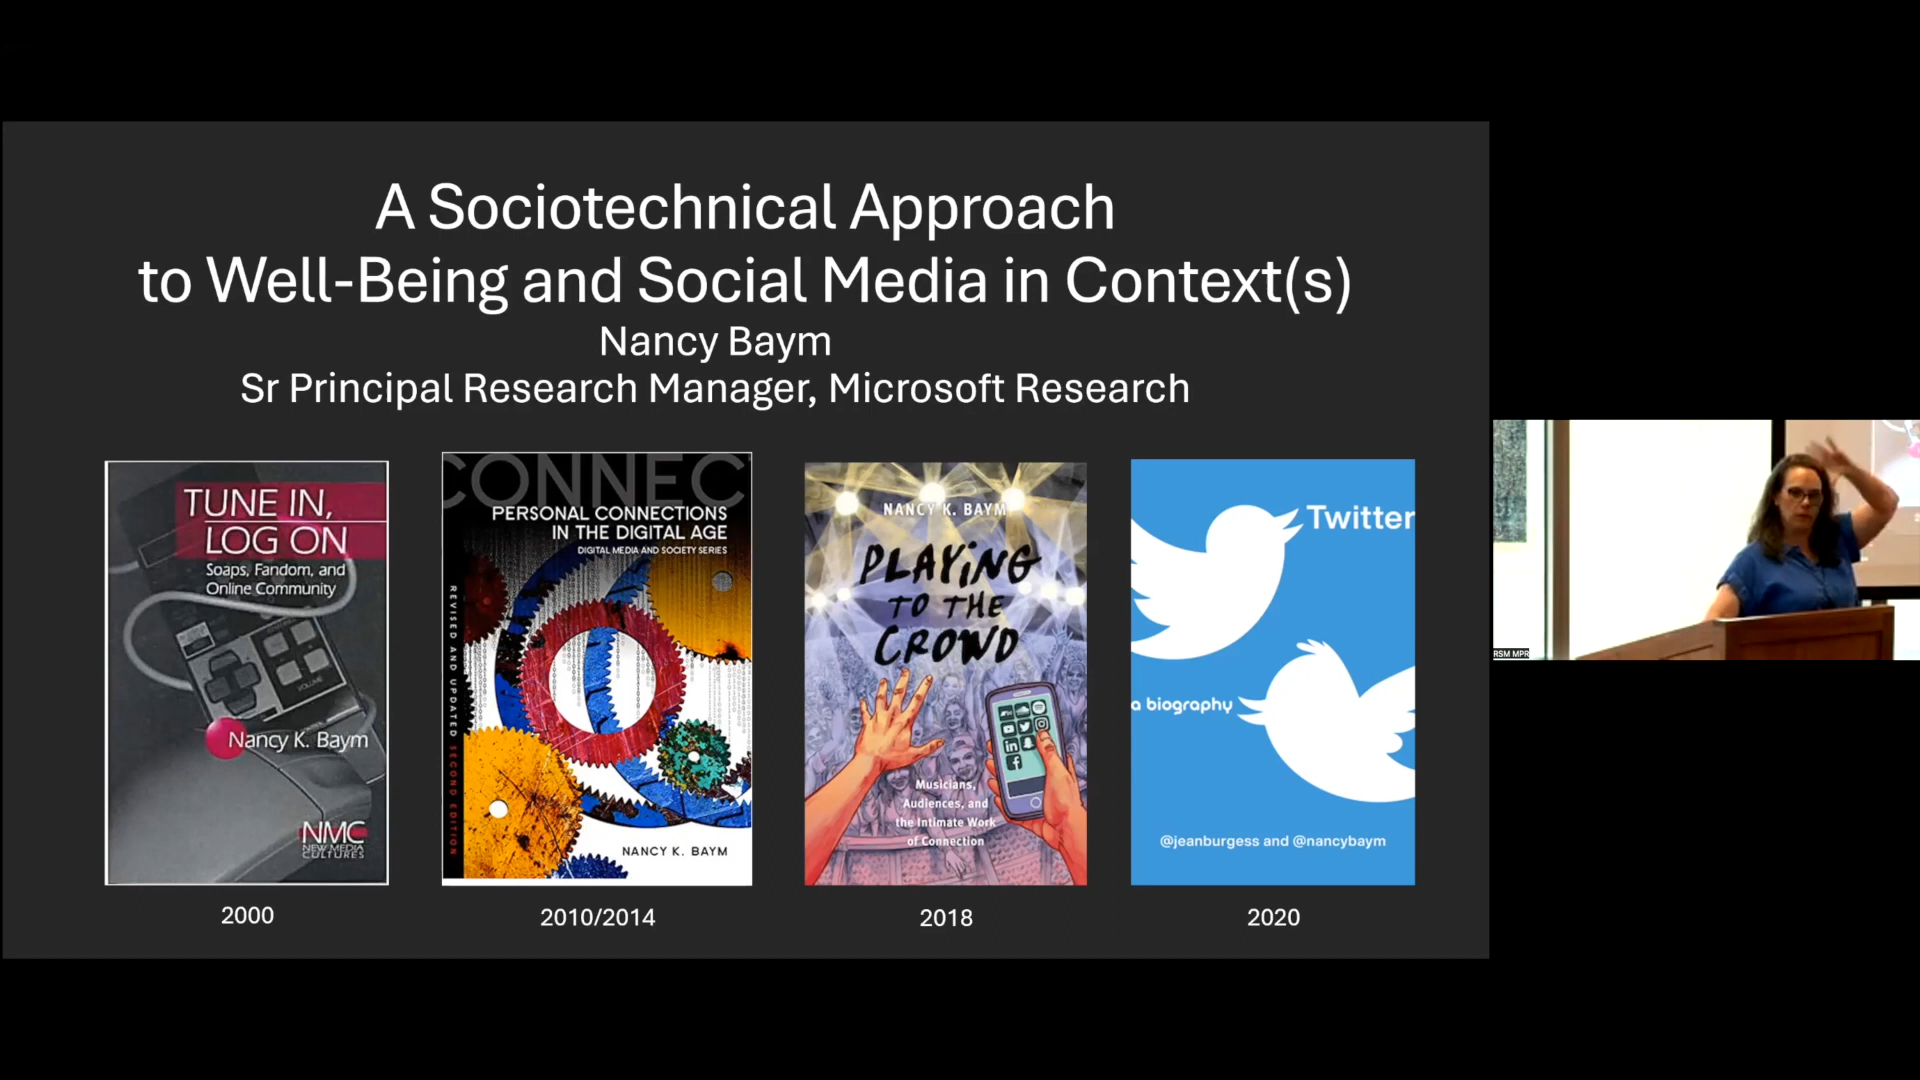 A Sociotechnical Approach
to Well-Being and Social Media in Context(s)
Nancy Baym
Sr Principal Research Manager, Microsoft Research
TUNE IN,
LOG ON
Soaps, Fandom, and
Online Community
VOLUME
Nancy K. Baym
NMC
NEW MEDIA
CULTURES
2000
CONNEC
PERSONAL CONNECTIONS
IN THE DIGITAL AGE
DIGITAL MEDIA AND SOCIETY SERIES
REVISED AND UPDATED SECOND EDITION
NANCY K. BAYM
2010/2014
NANCY K. BAYM
PLAYING
TO THE
CROWD
Musicians,
Audiences, and
the Intimate Work
of Connection
2018
Twitter
a biography
@jeanburgess and @nancybaym
2020
RSM MPR